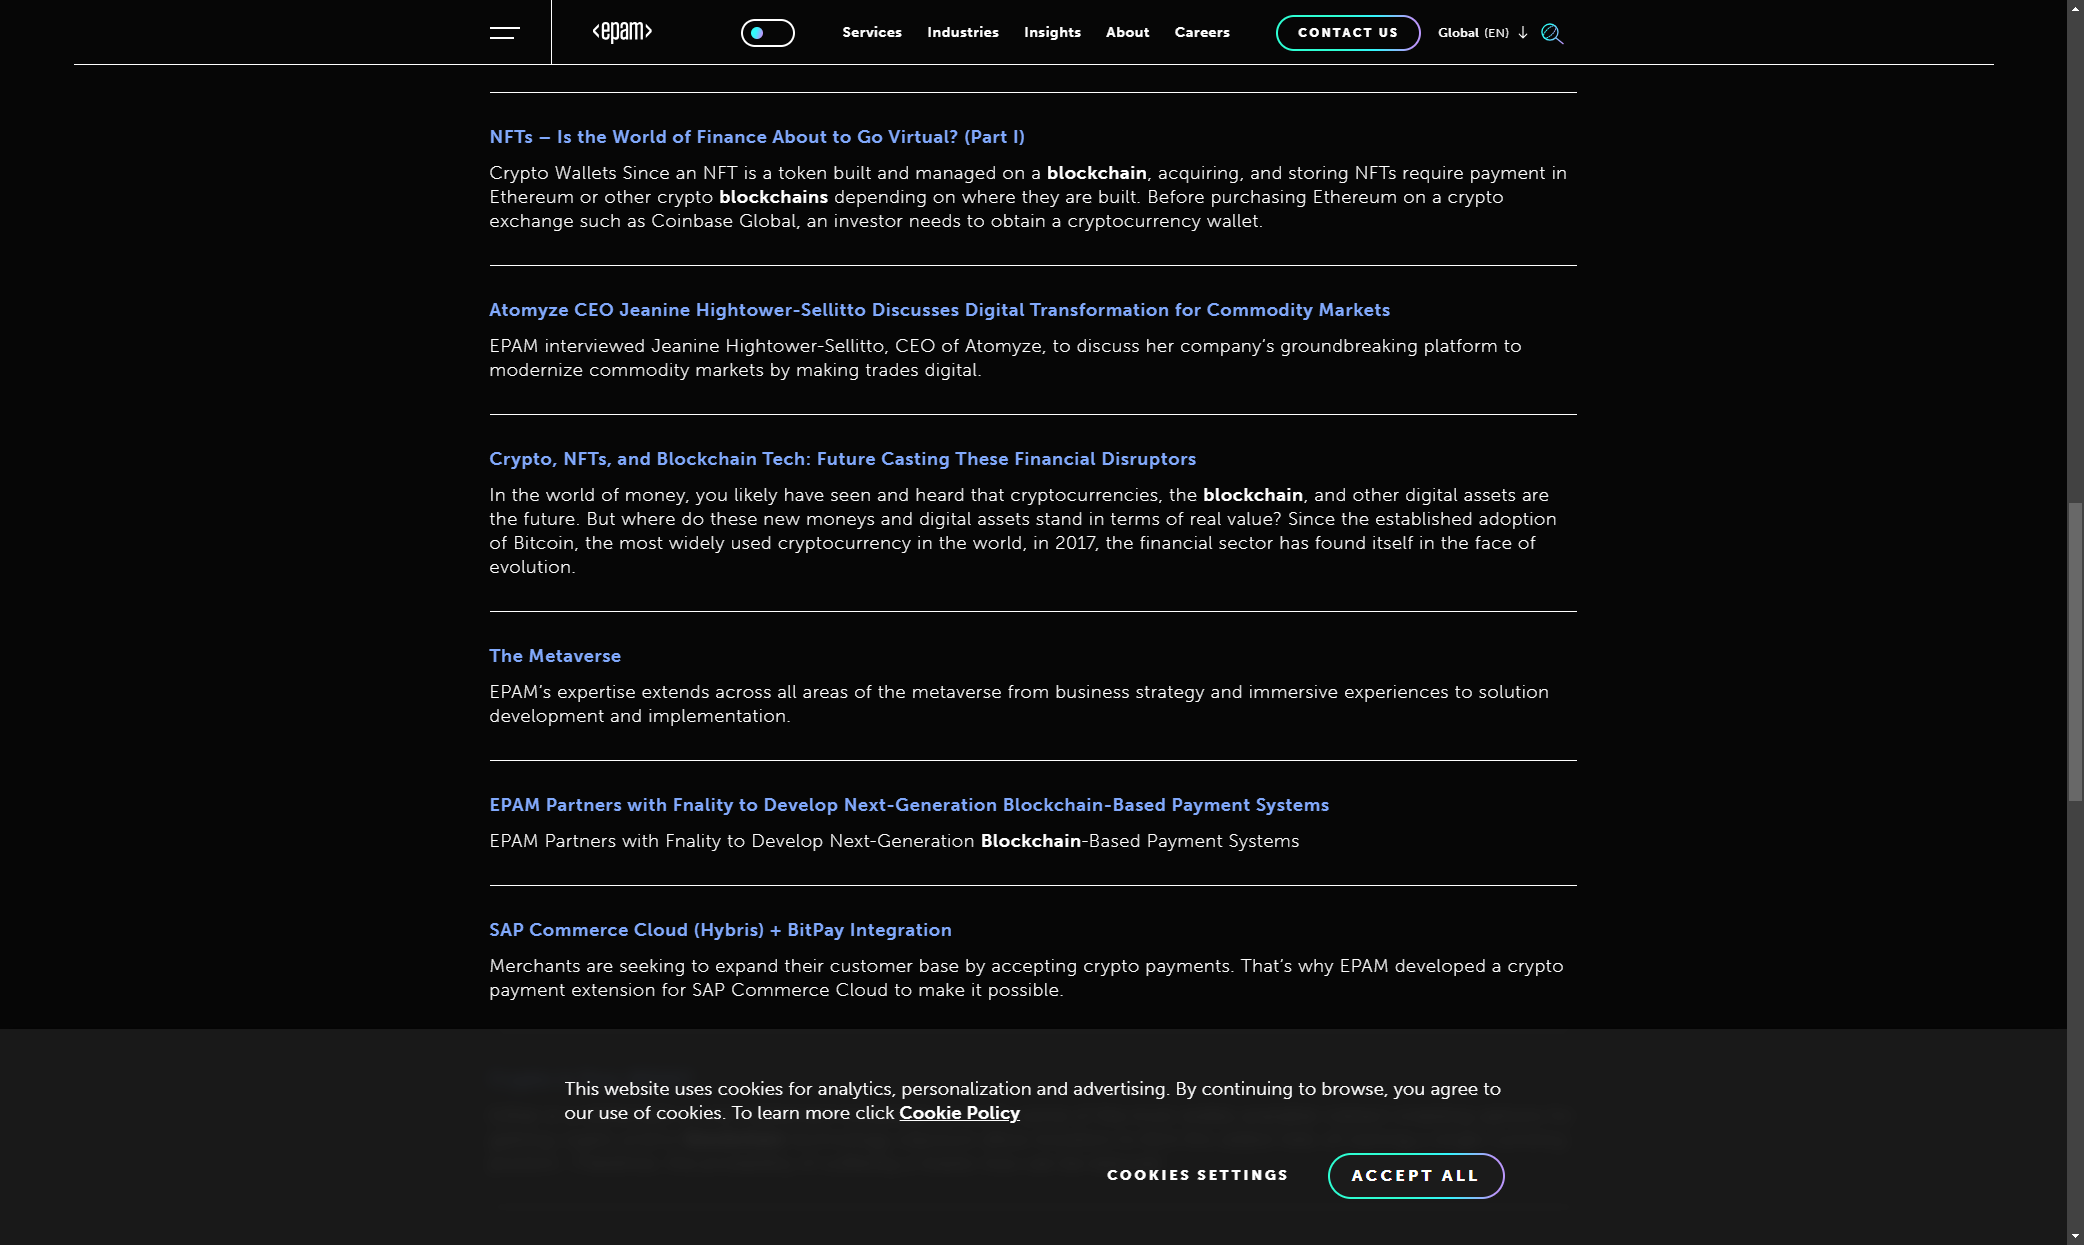 <epam>
Services Industries Insights About Careers
CONTACT US
Global (EN)
NFTs – Is the World of Finance About to Go Virtual? (Part I)
Crypto Wallets Since an NFT is a token built and managed on a blockchain, acquiring, and storing NFTs require payment in
Ethereum or other crypto blockchains depending on where they are built. Before purchasing Ethereum on a crypto
exchange such as Coinbase Global, an investor needs to obtain a cryptocurrency wallet.
Atomyze CEO Jeanine Hightower-Sellitto Discusses Digital Transformation for Commodity Markets
EPAM interviewed Jeanine Hightower-Sellitto, CEO of Atomyze, to discuss her company’s groundbreaking platform to
modernize commodity markets by making trades digital.
Crypto, NFTs, and Blockchain Tech: Future Casting These Financial Disruptors
In the world of money, you likely have seen and heard that cryptocurrencies, the blockchain, and other digital assets are
the future. But where do these new moneys and digital assets stand in terms of real value? Since the established adoption
of Bitcoin, the most widely used cryptocurrency in the world, in 2017, the financial sector has found itself in the face of
evolution.
The Metaverse
EPAM’s expertise extends across all areas of the metaverse from business strategy and immersive experiences to solution
development and implementation.
EPAM Partners with Fnality to Develop Next-Generation Blockchain-Based Payment Systems
EPAM Partners with Fnality to Develop Next-Generation Blockchain-Based Payment Systems
SAP Commerce Cloud (Hybris) + BitPay Integration
Merchants are seeking to expand their customer base by accepting crypto payments. That’s why EPAM developed a crypto
payment extension for SAP Commerce Cloud to make it possible.
This website uses cookies for analytics, personalization and advertising. By continuing to browse, you agree to
our use of cookies. To learn more click Cookie Policy
COOKIES SETTINGS
ACCEPT ALL